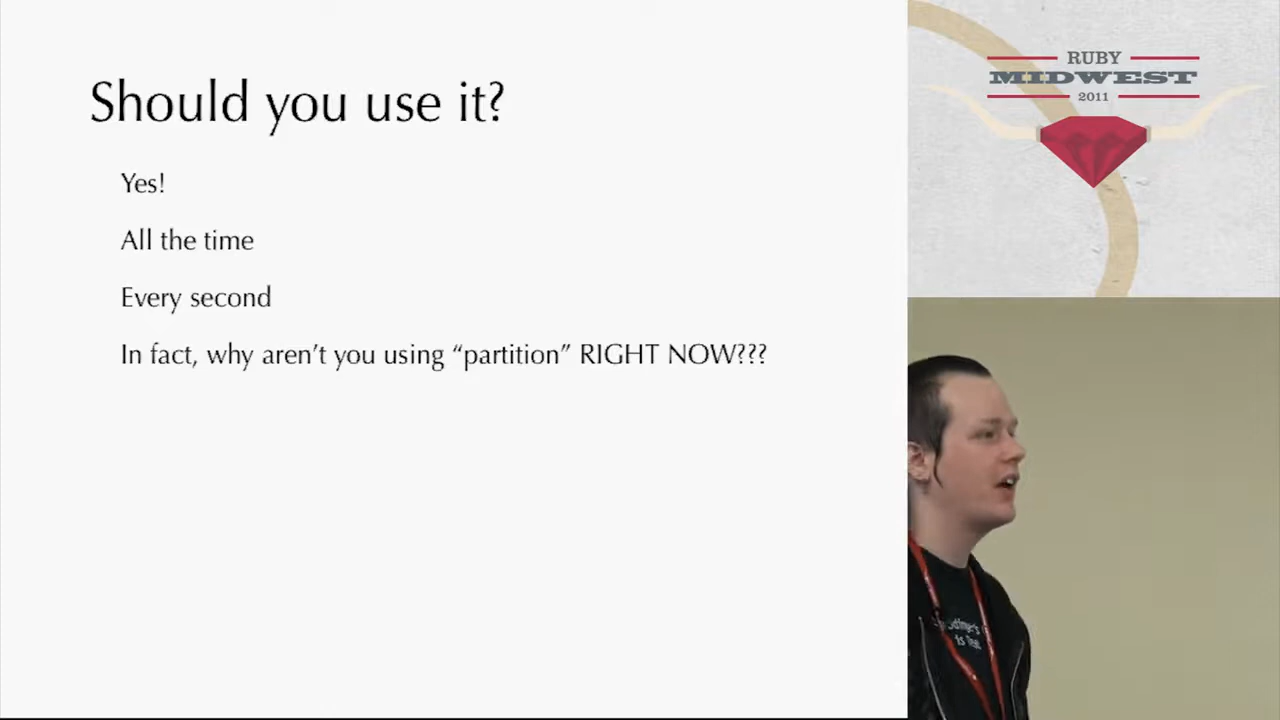 Should you use it?
Yes!
All the time
Every second
In fact, why aren’t you using “partition” RIGHT NOW???
RUBY
MIDWEST
2011
is